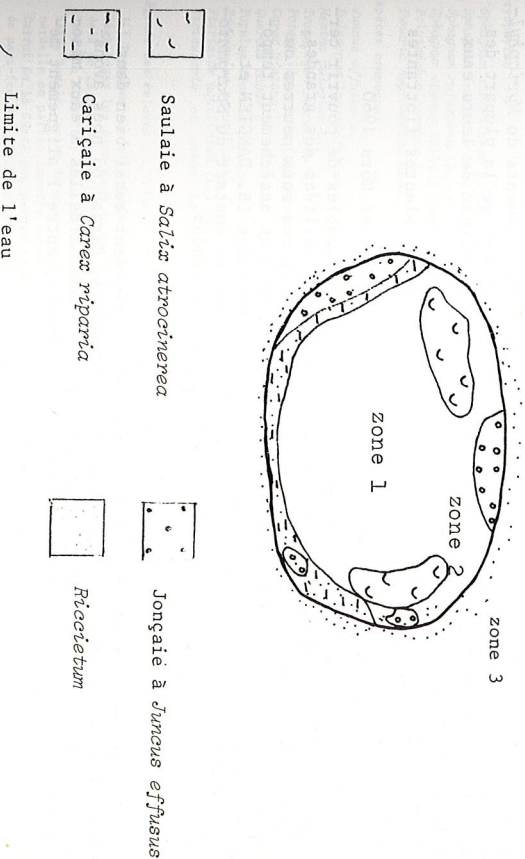 zone 1
zone 2
zone 3
Saulaie à Salix atrocinerea
Jonçaie à Juncus effusus
Cariçaie à Carex riparia
Riccietum
Limite de l'eau